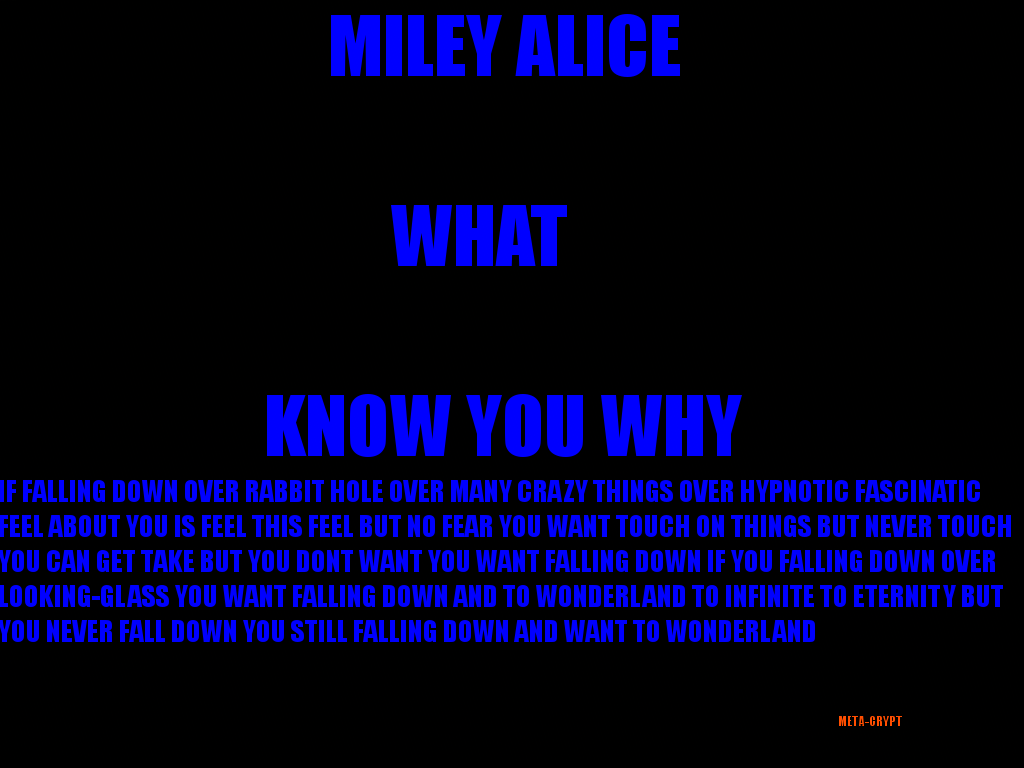 MILEY ALICE
WHAT
KNOW YOU WHY
IF FALLING DOWN OVER RABBIT HOLE OVER MANY CRAZY THINGS OVER HYPNOTIC FASCINATIC
FEEL ABOUT YOU IS FEEL THIS FEEL BUT NO FEAR YOU WANT TOUCH ON THINGS BUT NEVER TOUCH
YOU CAN GET TAKE BUT YOU DONT WANT YOU WANT FALLING DOWN IF YOU FALLING DOWN OVER
LOOKING-GLASS YOU WANT FALLING DOWN AND TO WONDERLAND TO INFINITE TO ETERNITY BUT
YOU NEVER FALL DOWN YOU STILL FALLING DOWN AND WANT TO WONDERLAND
META-CRYPT